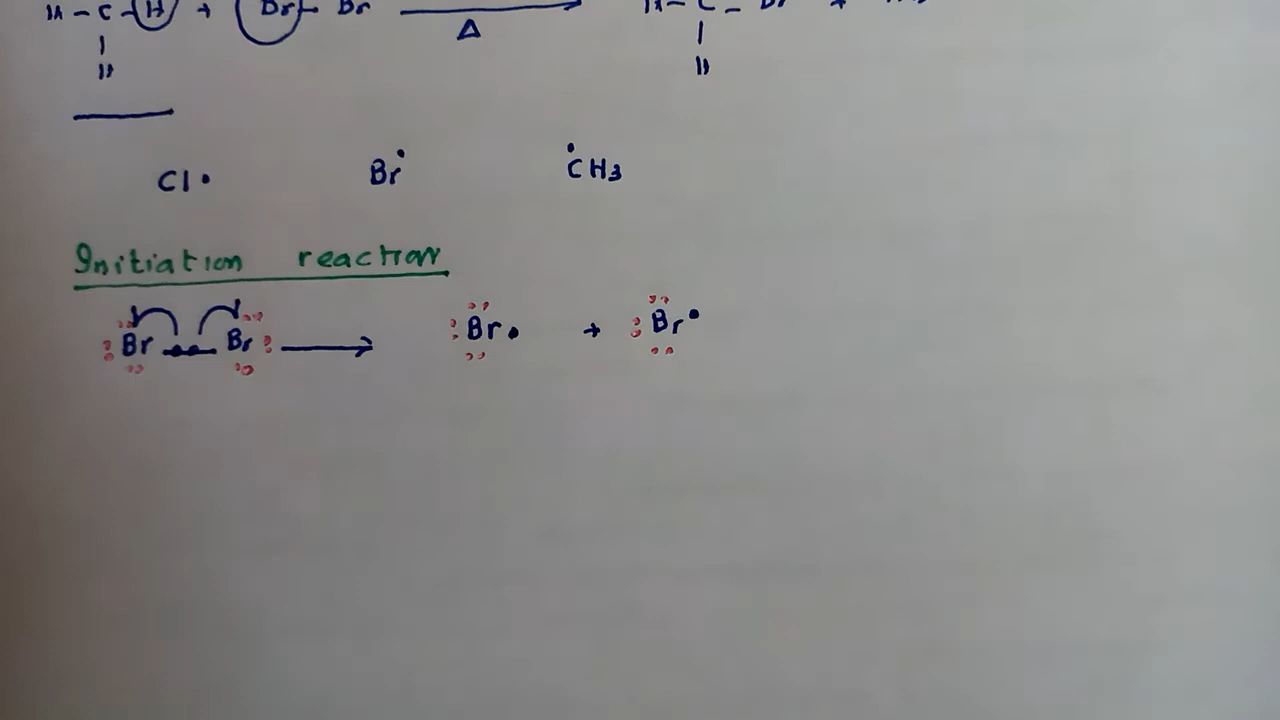 H - C - H + Br - Br ⟶ H - C - Br +
Δ
| |
H H
Cl• Br• •CH3
Initiation reaction
:Br — Br: ⟶ :Br• + :Br•